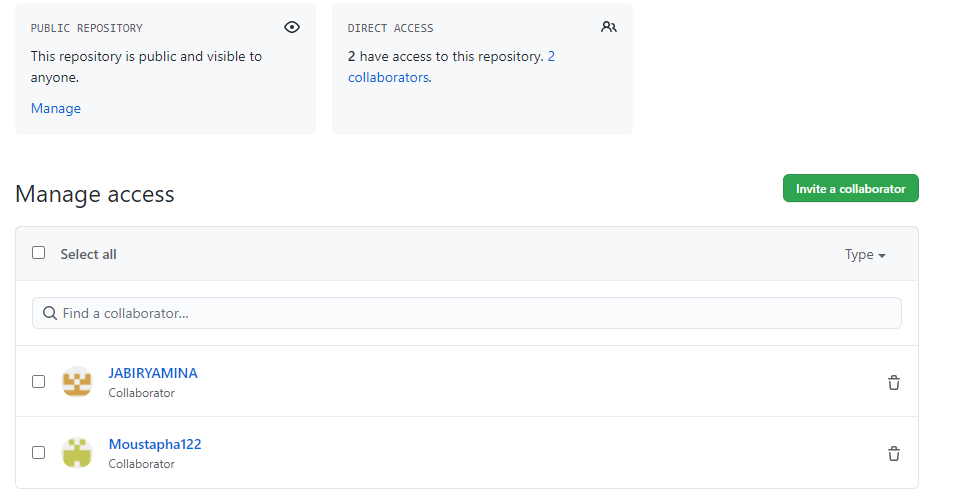 PUBLIC REPOSITORY
This repository is public and visible to
anyone.
Manage
DIRECT ACCESS
2 have access to this repository. 2
collaborators.
Manage access
Invite a collaborator
Select all
Type
Find a collaborator...
JABIRYAMINA
Collaborator
Moustapha122
Collaborator